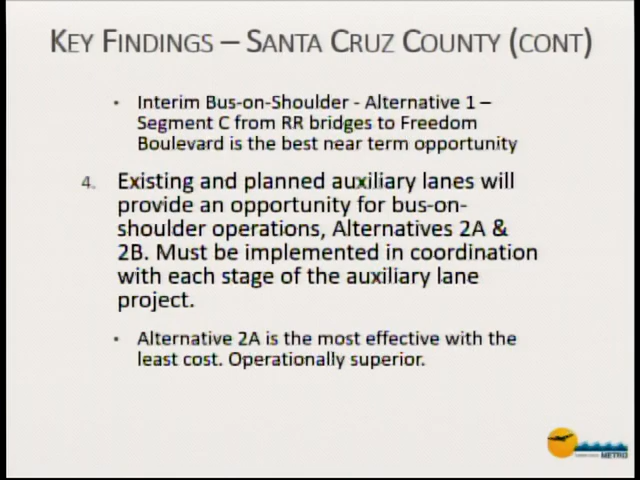 KEY FINDINGS – SANTA CRUZ COUNTY (CONT)
• Interim Bus-on-Shoulder - Alternative 1 –
Segment C from RR bridges to Freedom
Boulevard is the best near term opportunity
4. Existing and planned auxiliary lanes will
provide an opportunity for bus-on-
shoulder operations, Alternatives 2A &
2B. Must be implemented in coordination
with each stage of the auxiliary lane
project.
• Alternative 2A is the most effective with the
least cost. Operationally superior.
METRO